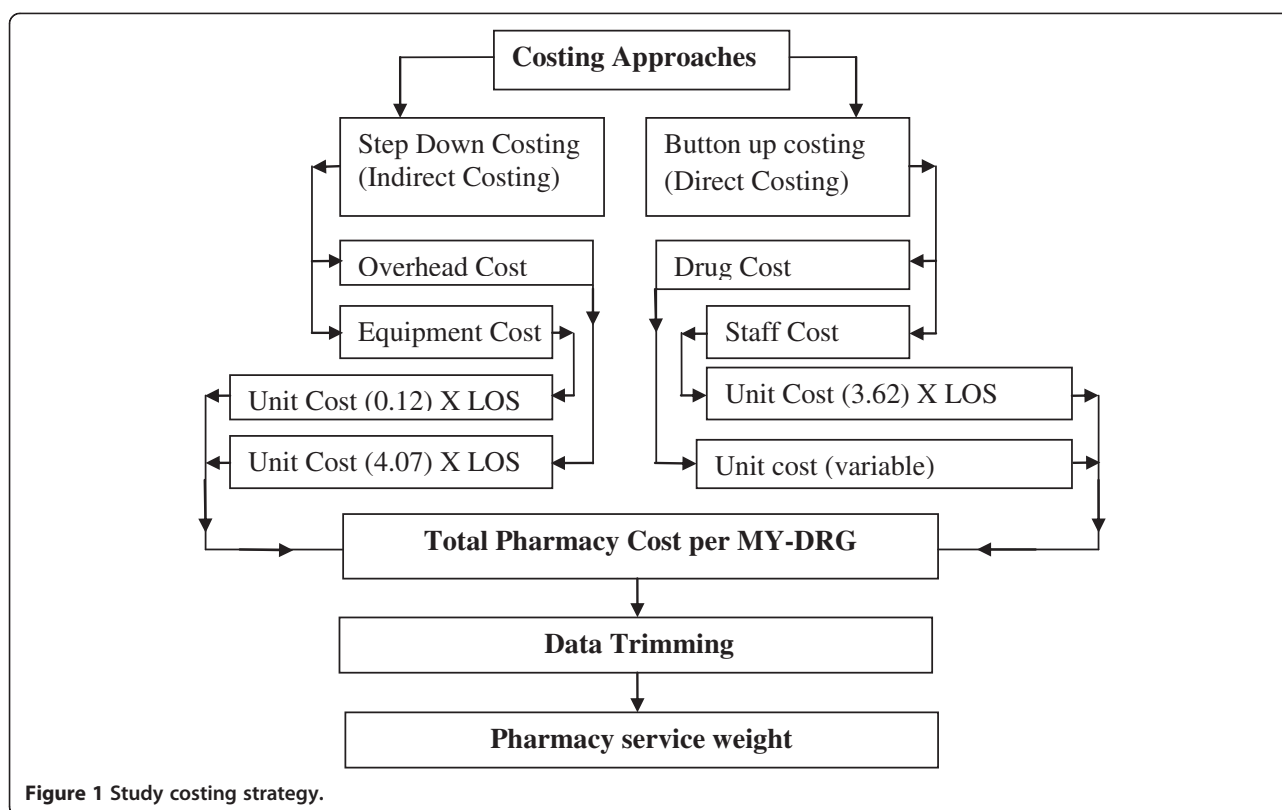 Costing Approaches
Step Down Costing
(Indirect Costing)
Button up costing
(Direct Costing)
Overhead Cost
Drug Cost
Equipment Cost
Staff Cost
Unit Cost (0.12) X LOS
Unit Cost (3.62) X LOS
Unit Cost (4.07) X LOS
Unit cost (variable)
Total Pharmacy Cost per MY-DRG
Data Trimming
Pharmacy service weight
Figure 1 Study costing strategy.